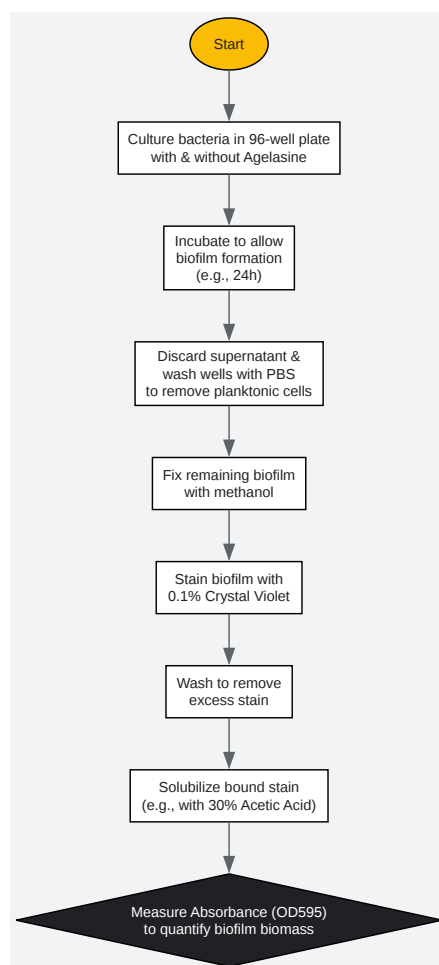 Start
Culture bacteria in 96-well plate
with & without Agelasine
Incubate to allow
biofilm formation
(e.g., 24h)
Discard supernatant &
wash wells with PBS
to remove planktonic cells
Fix remaining biofilm
with methanol
Stain biofilm with
0.1% Crystal Violet
Wash to remove
excess stain
Solubilize bound stain
(e.g., with 30% Acetic Acid)
Measure Absorbance (OD595)
to quantify biofilm biomass